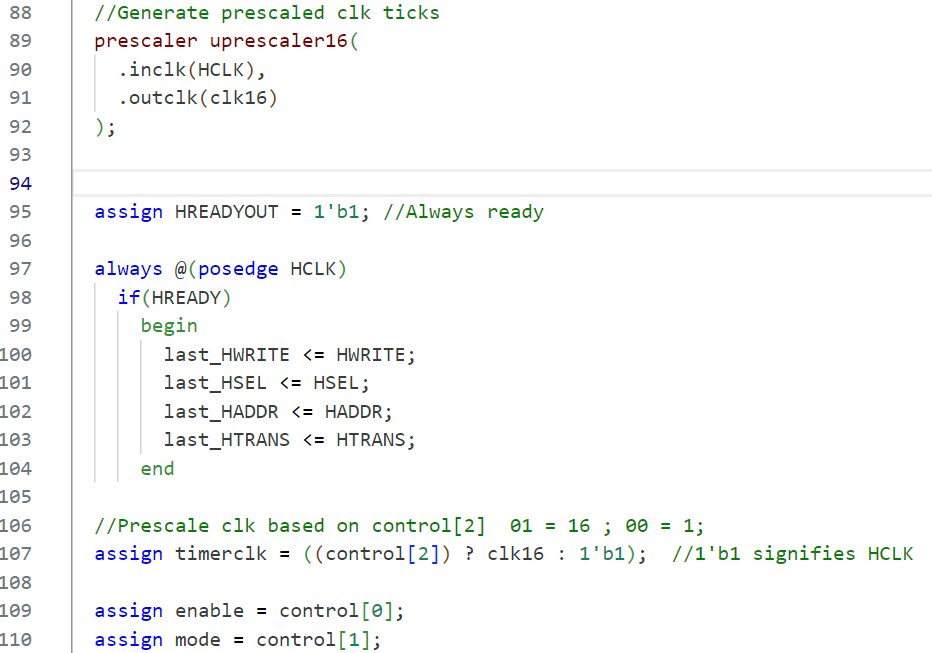 88 //Generate prescaled clk ticks
89 prescaler uprescaler16(
90 .inclk(HCLK),
91 .outclk(clk16)
92 );
93
94
95 assign HREADYOUT = 1'b1; //Always ready
96
97 always @(posedge HCLK)
98 if(HREADY)
99 begin
100 last_HWRITE <= HWRITE;
101 last_HSEL <= HSEL;
102 last_HADDR <= HADDR;
103 last_HTRANS <= HTRANS;
104 end
105
106 //Prescale clk based on control[2]  01 = 16 ; 00 = 1;
107 assign timerclk = ((control[2]) ? clk16 : 1'b1);  //1'b1 signifies HCLK
108
109 assign enable = control[0];
110 assign mode = control[1];